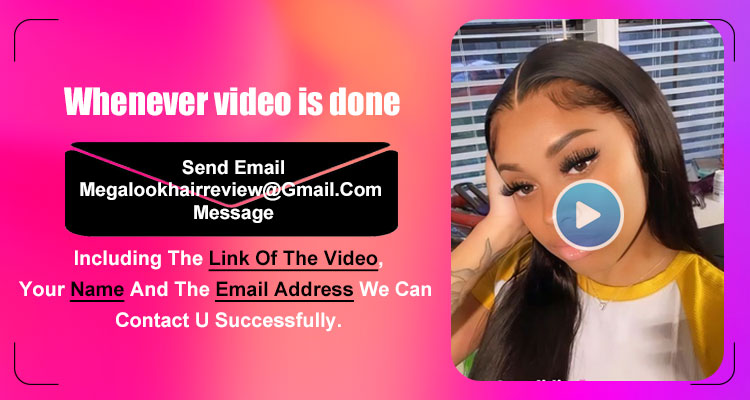 Whenever video is done
Send Email
Megalookhairreview@Gmail.Com
Message
Including The Link Of The Video,
Your Name And The Email Address We Can
Contact U Successfully.